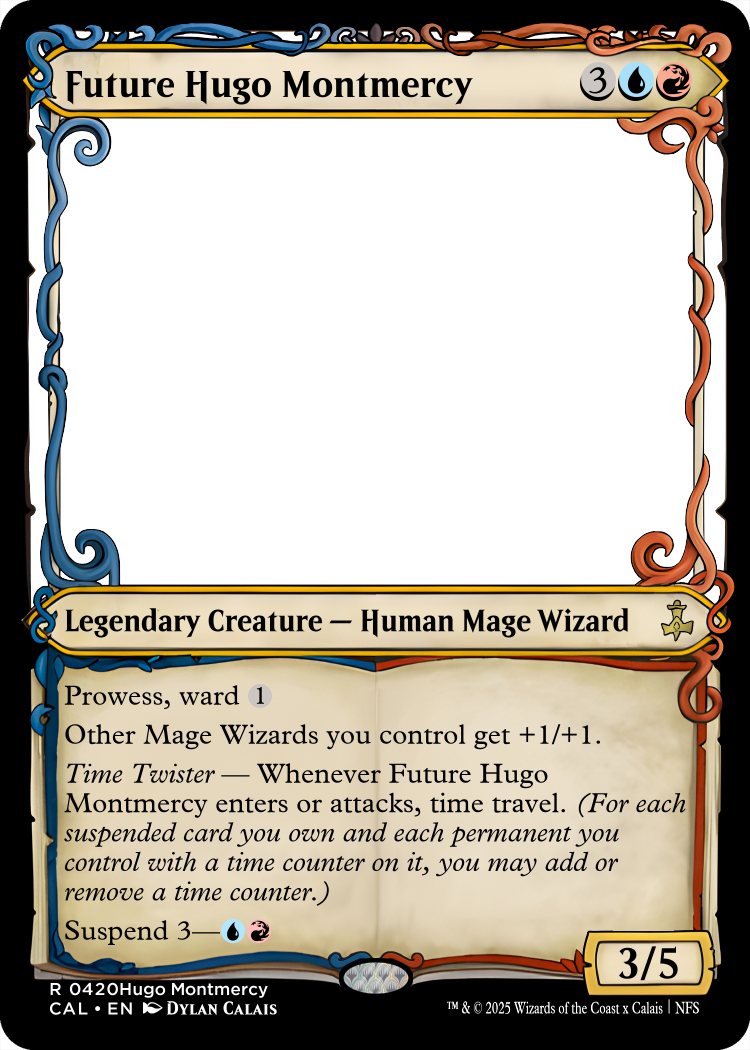 Future Hugo Montmercy 3
Legendary Creature — Human Mage Wizard
Prowess, ward 1
Other Mage Wizards you control get +1/+1.
Time Twister — Whenever Future Hugo
Montmercy enters or attacks, time travel. (For each
suspended card you own and each permanent you
control with a time counter on it, you may add or
remove a time counter.)
Suspend 3—
3/5
R 0420Hugo Montmercy
CAL • EN DYLAN CALAIS
™ & © 2025 Wizards of the Coast x Calais | NFS